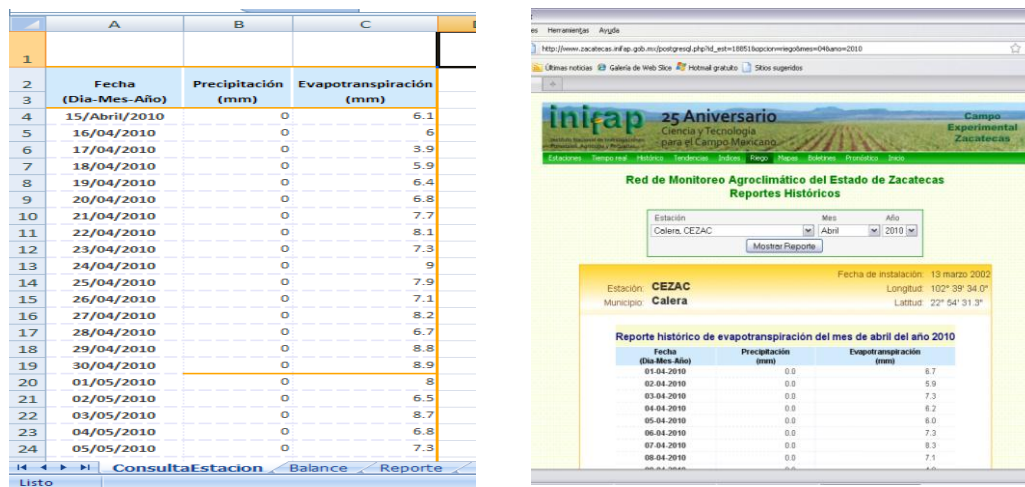 A B C
1
2 Fecha Precipitación Evapotranspiración
3 (Dia-Mes-Año) (mm) (mm)
4 15/Abril/2010 0 6.1
5 16/04/2010 0 6
6 17/04/2010 0 3.9
7 18/04/2010 0 5.9
8 19/04/2010 0 6.4
9 20/04/2010 0 6.8
10 21/04/2010 0 7.7
11 22/04/2010 0 8.1
12 23/04/2010 0 7.3
13 24/04/2010 0 9
14 25/04/2010 0 7.9
15 26/04/2010 0 7.1
16 27/04/2010 0 8.2
17 28/04/2010 0 6.7
18 29/04/2010 0 8.8
19 30/04/2010 0 8.9
20 01/05/2010 0 8
21 02/05/2010 0 6.5
22 03/05/2010 0 8.7
23 04/05/2010 0 6.8
24 05/05/2010 0 7.3
ConsultaEstacion Balance Reporte
Listo
es Herramientas Ayuda
http://www.zacatecas.inifap.gob.mx/postgresql.php?id_est=18851&opcion=riego&mes=04&ano=2010
Últimas noticias Galería de Web Slice Hotmail gratuito Sitios sugeridos
inifap 25 Aniversario
Ciencia y Tecnología
para el Campo Mexicano
Campo
Experimental
Zacatecas
Estaciones Tiempo real Histórico Tendencias Indices Riego Mapas Boletines Pronóstico Inicio
Red de Monitoreo Agroclimático del Estado de Zacatecas
Reportes Históricos
Estación Mes Año
Calera, CEZAC Abril 2010
Mostrar Reporte
Fecha de instalación: 13 marzo 2002
Estación: CEZAC Longitud: 102° 39' 34.0"
Municipio: Calera Latitud: 22° 54' 31.3"
Reporte histórico de evapotranspiración del mes de abril del año 2010
Fecha Precipitación Evapotranspiración
(Dia-Mes-Año) (mm) (mm)
01-04-2010 0.0 6.7
02-04-2010 0.0 5.9
03-04-2010 0.0 7.3
04-04-2010 0.0 6.2
05-04-2010 0.0 6.0
06-04-2010 0.0 7.3
07-04-2010 0.0 8.3
08-04-2010 0.0 7.1